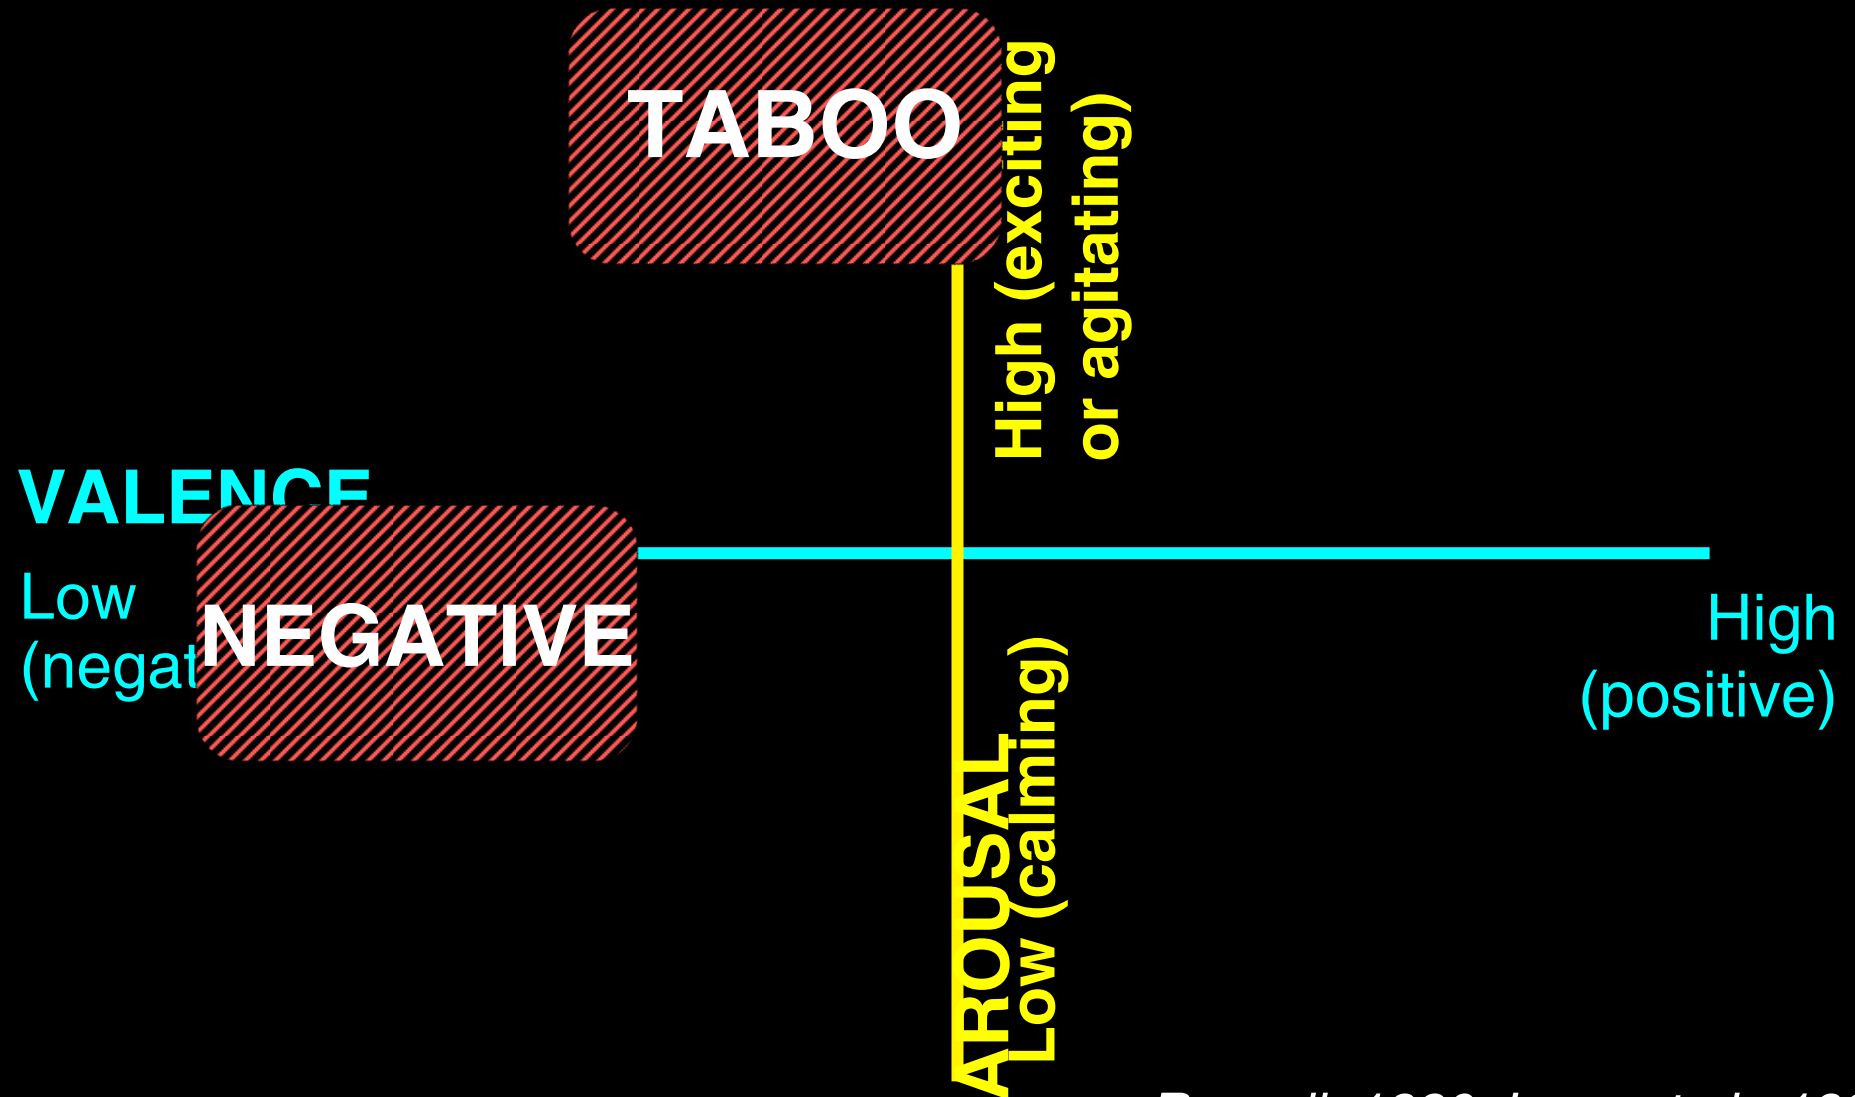 TABOO
High (exciting
or agitating)
VALENCE
Low
(negat
NEGATIVE
High
(positive)
AROUSAL
Low (calming)